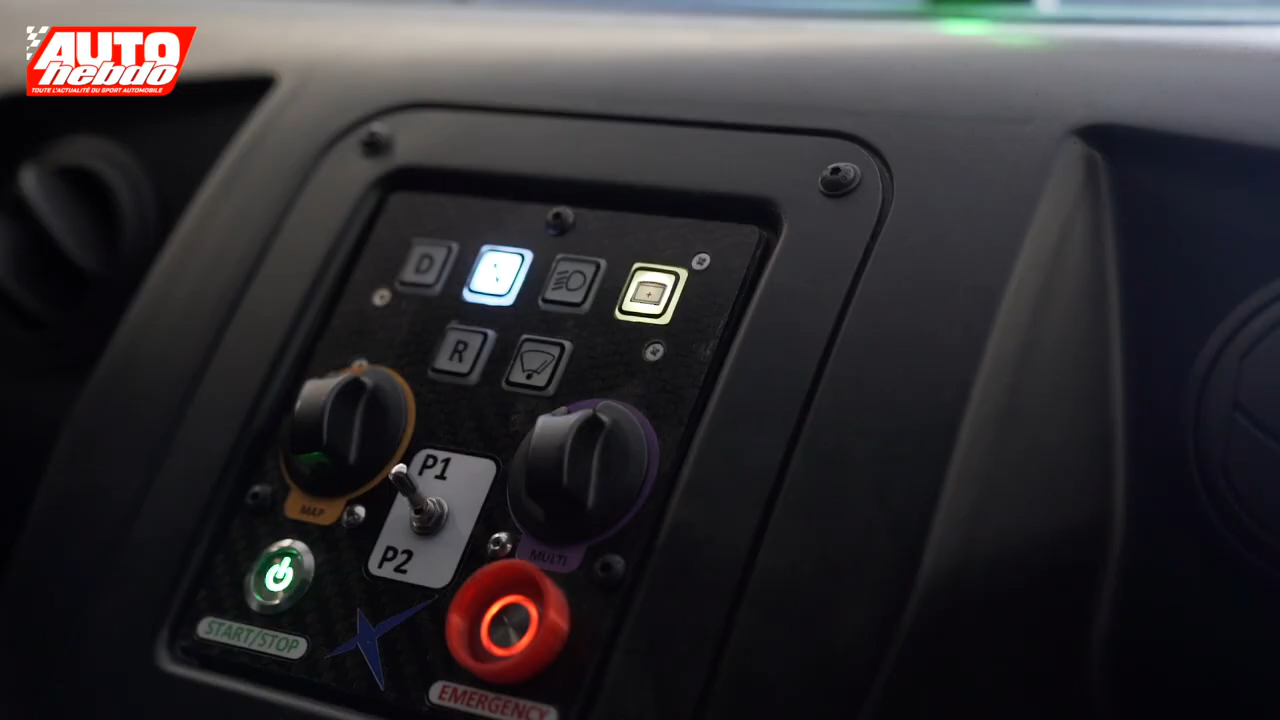 AUTO
hebdo
TOUTE L'ACTUALITÉ DU SPORT AUTOMOBILE
D
R
P1
MAP
P2
MULTI
START/STOP
EMERGENCY